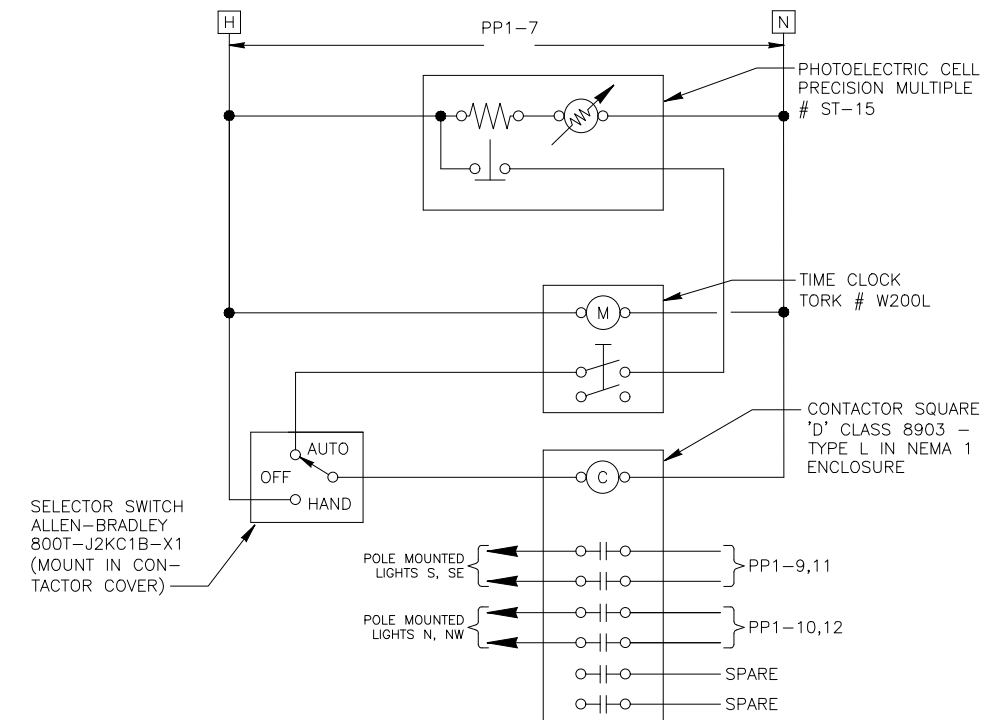 H
N
PP1-7
PHOTOELECTRIC CELL
PRECISION MULTIPLE
# ST-15
TIME CLOCK
TORK # W200L
M
CONTACTOR SQUARE
'D' CLASS 8903 -
TYPE L IN NEMA 1
ENCLOSURE
AUTO
OFF
HAND
C
SELECTOR SWITCH
ALLEN-BRADLEY
800T-J2KC1B-X1
(MOUNT IN CON-
TACTOR COVER)
POLE MOUNTED
LIGHTS S, SE
PP1-9,11
POLE MOUNTED
LIGHTS N, NW
PP1-10,12
SPARE
SPARE